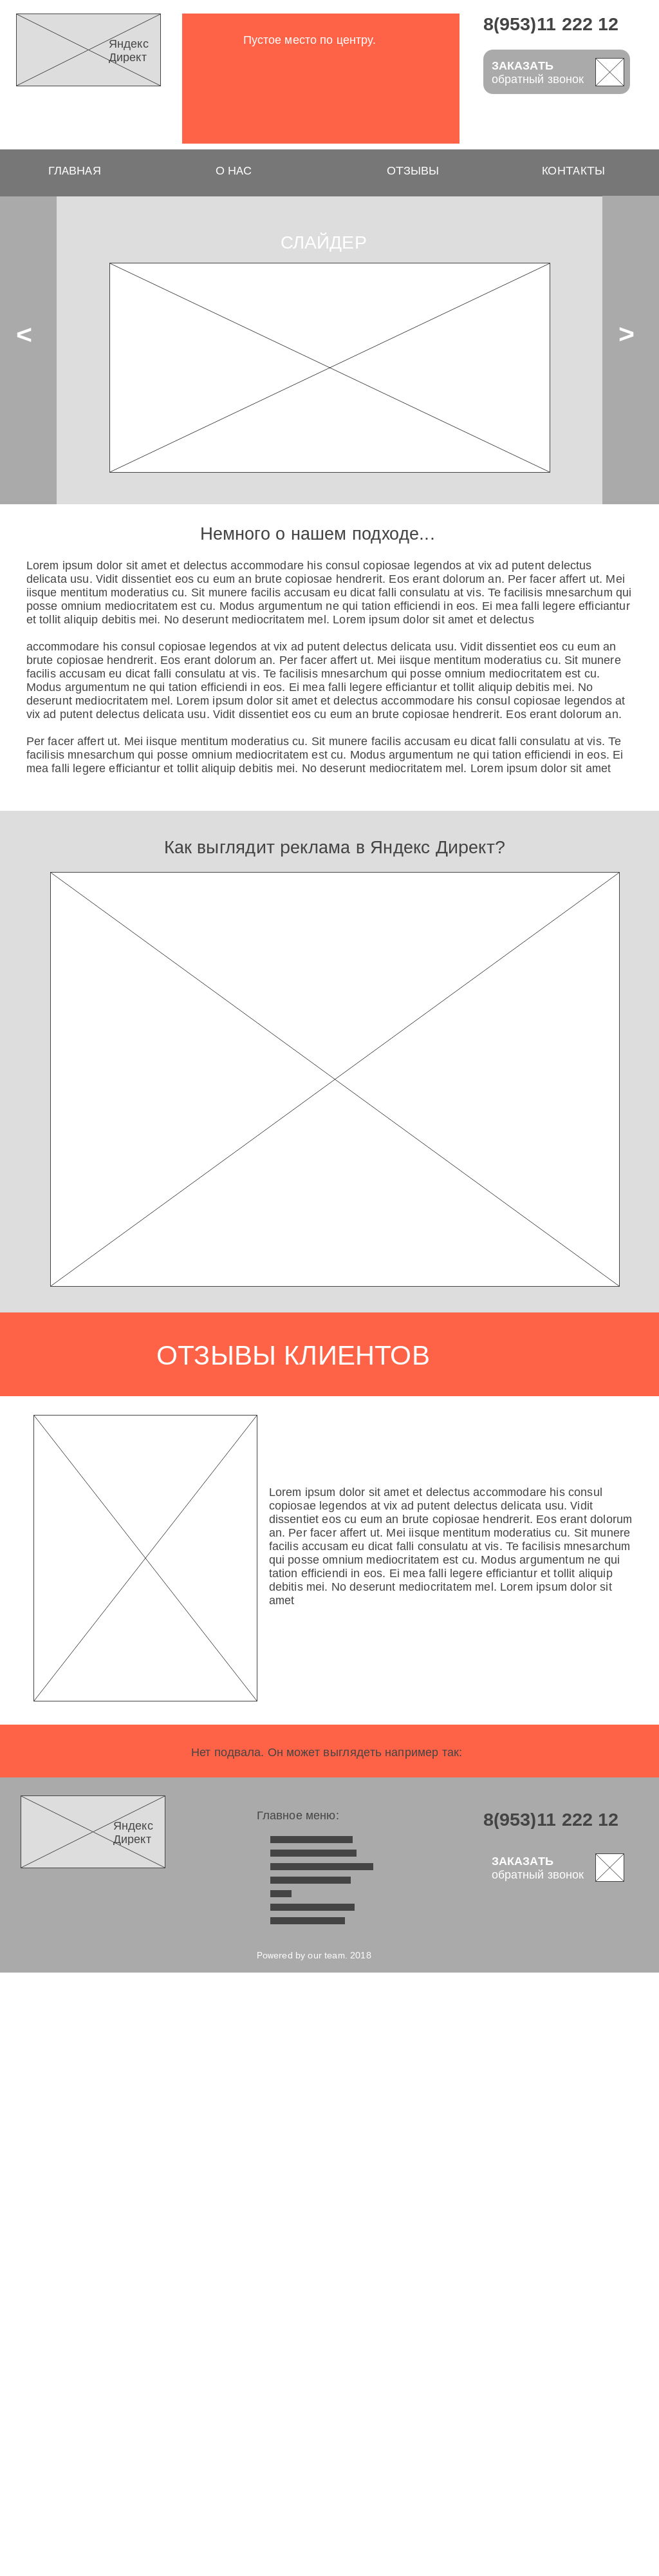 Яндекс
Директ
Пустое место по центру.
8(953)11 222 12
ЗАКАЗАТЬ
обратный звонок
ГЛАВНАЯ
О НАС
ОТЗЫВЫ
КОНТАКТЫ
СЛАЙДЕР
<
>
Немного о нашем подходе...
Lorem ipsum dolor sit amet et delectus accommodare his consul copiosae legendos at vix ad putent delectus
delicata usu. Vidit dissentiet eos cu eum an brute copiosae hendrerit. Eos erant dolorum an. Per facer affert ut. Mei
iisque mentitum moderatius cu. Sit munere facilis accusam eu dicat falli consulatu at vis. Te facilisis mnesarchum qui
posse omnium mediocritatem est cu. Modus argumentum ne qui tation efficiendi in eos. Ei mea falli legere efficiantur
et tollit aliquip debitis mei. No deserunt mediocritatem mel. Lorem ipsum dolor sit amet et delectus
accommodare his consul copiosae legendos at vix ad putent delectus delicata usu. Vidit dissentiet eos cu eum an
brute copiosae hendrerit. Eos erant dolorum an. Per facer affert ut. Mei iisque mentitum moderatius cu. Sit munere
facilis accusam eu dicat falli consulatu at vis. Te facilisis mnesarchum qui posse omnium mediocritatem est cu.
Modus argumentum ne qui tation efficiendi in eos. Ei mea falli legere efficiantur et tollit aliquip debitis mei. No
deserunt mediocritatem mel. Lorem ipsum dolor sit amet et delectus accommodare his consul copiosae legendos at
vix ad putent delectus delicata usu. Vidit dissentiet eos cu eum an brute copiosae hendrerit. Eos erant dolorum an.
Per facer affert ut. Mei iisque mentitum moderatius cu. Sit munere facilis accusam eu dicat falli consulatu at vis. Te
facilisis mnesarchum qui posse omnium mediocritatem est cu. Modus argumentum ne qui tation efficiendi in eos. Ei
mea falli legere efficiantur et tollit aliquip debitis mei. No deserunt mediocritatem mel. Lorem ipsum dolor sit amet
Как выглядит реклама в Яндекс Директ?
ОТЗЫВЫ КЛИЕНТОВ
Lorem ipsum dolor sit amet et delectus accommodare his consul
copiosae legendos at vix ad putent delectus delicata usu. Vidit
dissentiet eos cu eum an brute copiosae hendrerit. Eos erant dolorum
an. Per facer affert ut. Mei iisque mentitum moderatius cu. Sit munere
facilis accusam eu dicat falli consulatu at vis. Te facilisis mnesarchum
qui posse omnium mediocritatem est cu. Modus argumentum ne qui
tation efficiendi in eos. Ei mea falli legere efficiantur et tollit aliquip
debitis mei. No deserunt mediocritatem mel. Lorem ipsum dolor sit
amet
Нет подвала. Он может выглядеть например так:
Яндекс
Директ
Главное меню:
8(953)11 222 12
ЗАКАЗАТЬ
обратный звонок
Powered by our team. 2018